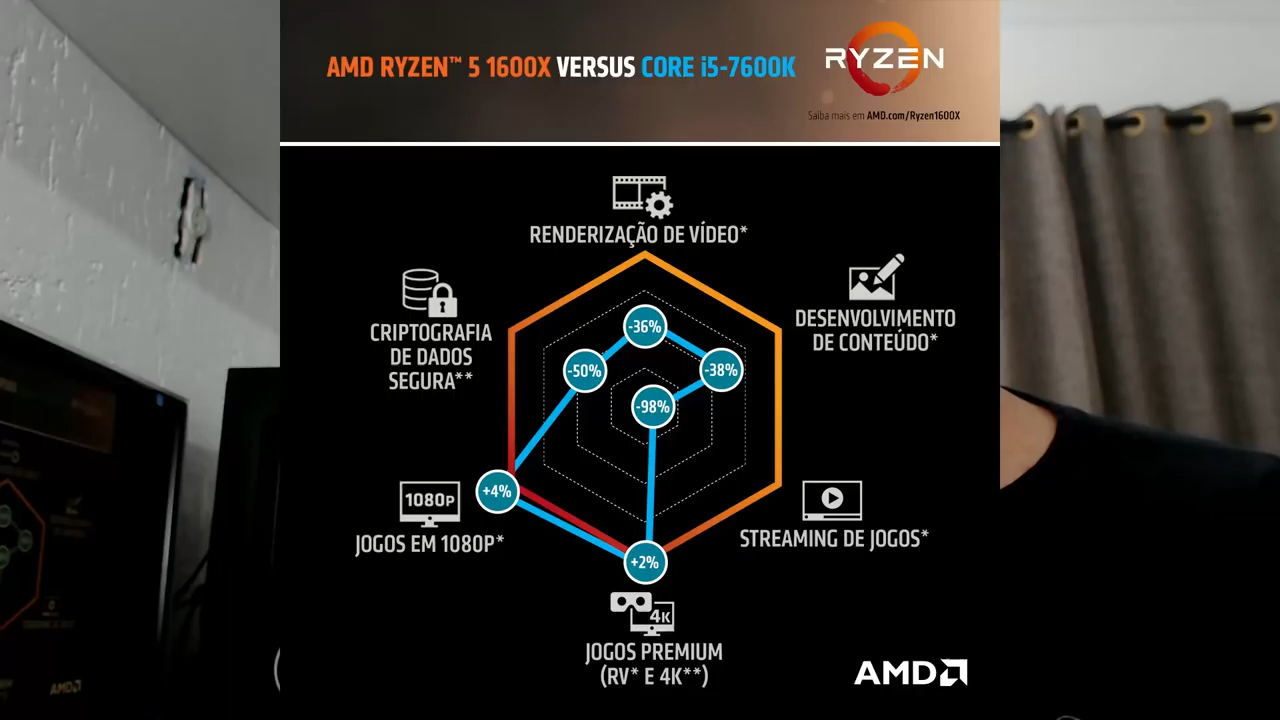 AMD RYZEN™ 5 1600X VERSUS CORE i5-7600K
RYZEN
Saiba mais em AMD.com/Ryzen1600X
RENDERIZAÇÃO DE VÍDEO*
DESENVOLVIMENTO
DE CONTEÚDO*
CRIPTOGRAFIA
DE DADOS
SEGURA**
-36%
-50%
-38%
-98%
+4%
+2%
1080P
JOGOS EM 1080P*
STREAMING DE JOGOS*
4K
JOGOS PREMIUM
(RV* E 4K**)
AMD
AMD